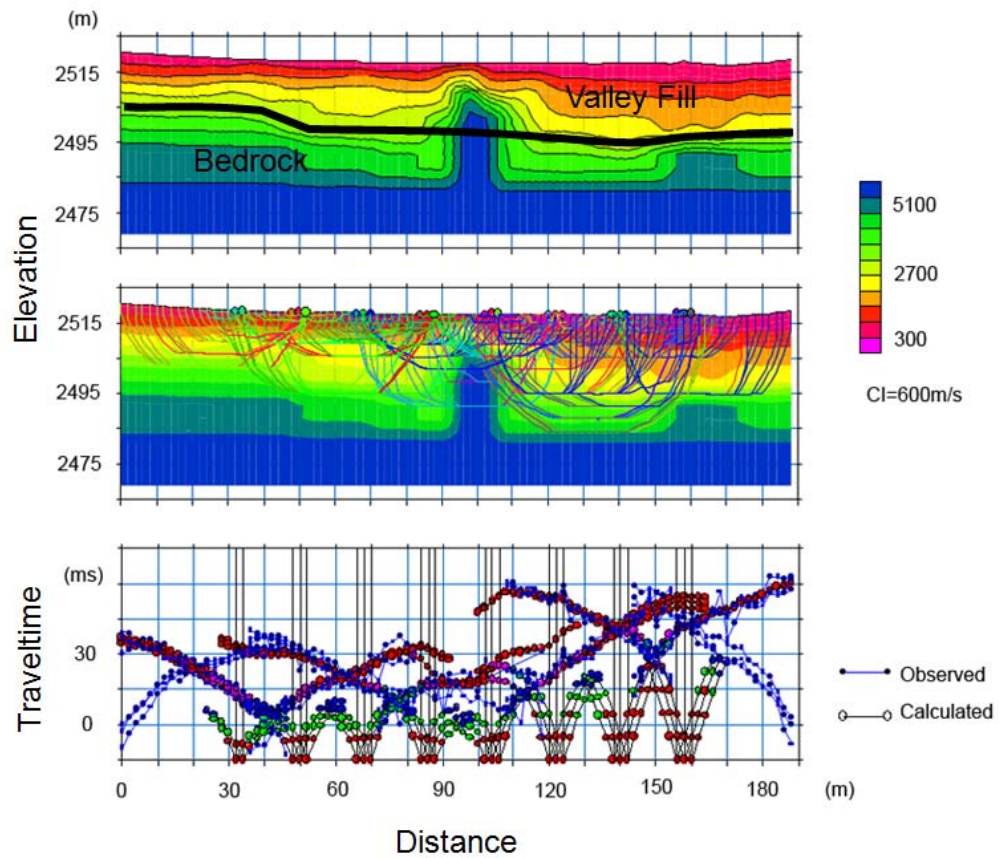 (m)
2515
2495
2475
Valley Fill
Bedrock
5100
2700
300
CI=600m/s
Elevation
2515
2495
2475
(ms)
30
0
Traveltime
Observed
Calculated
0
30
60
90
120
150
180
(m)
Distance